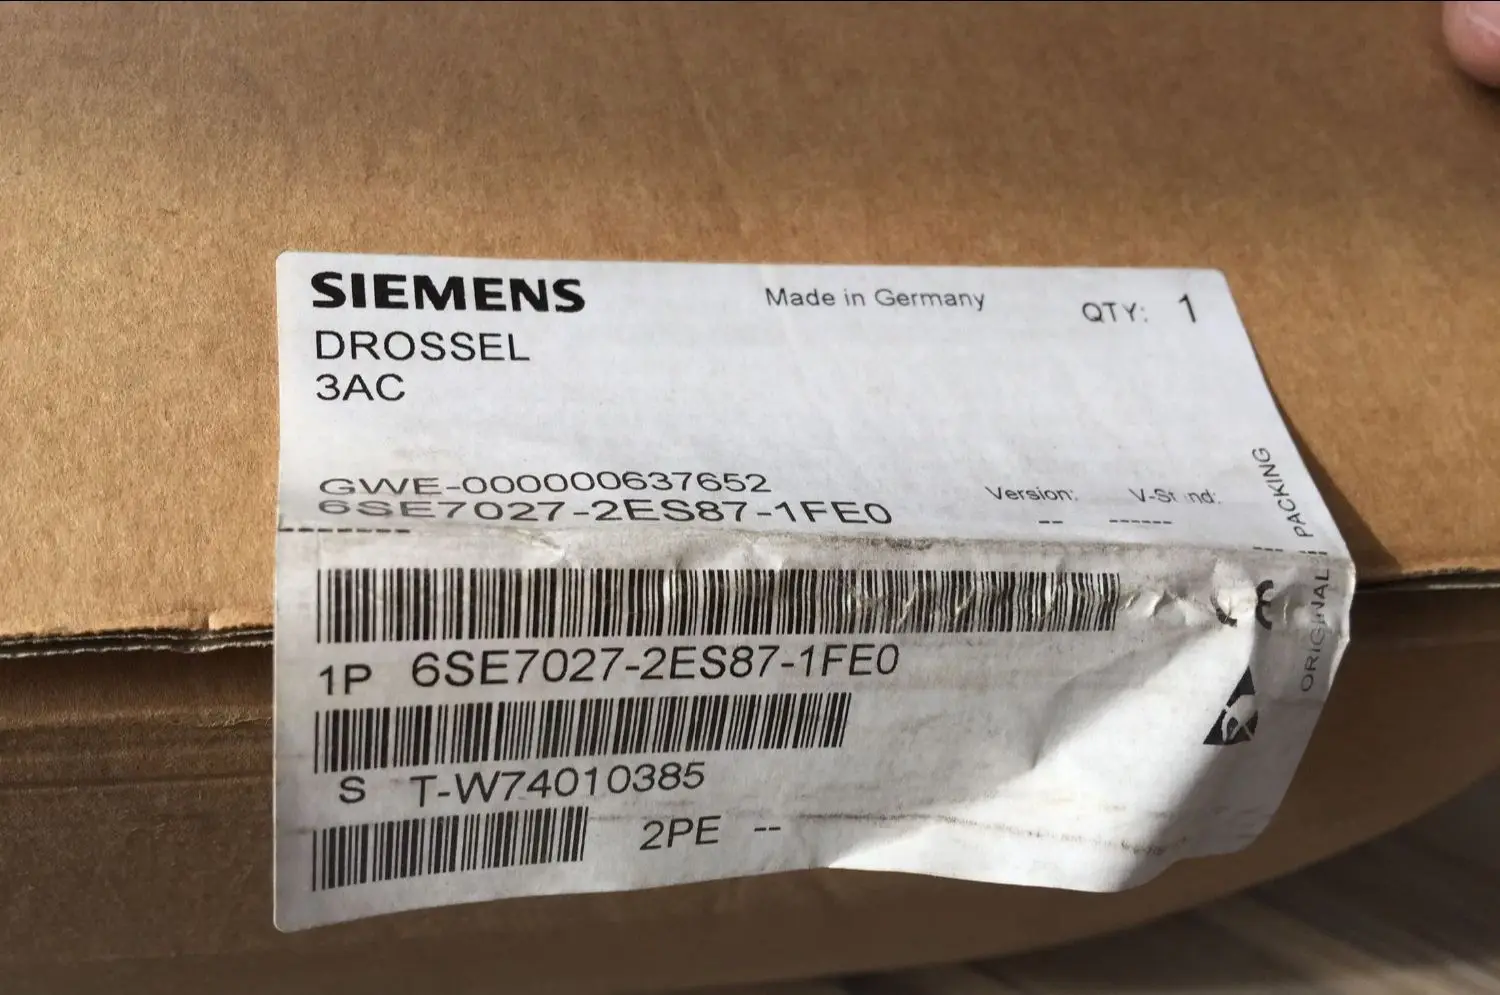 SIEMENS
Made in Germany
QTY: 1
DROSSEL
3AC
GWE-000000637652
6SE7027-2ES87-1FE0
Version:
--
------
ORIGINAL PACKING
1P 6SE7027-2ES87-1FE0
S T-W74010385
2PE --
CE